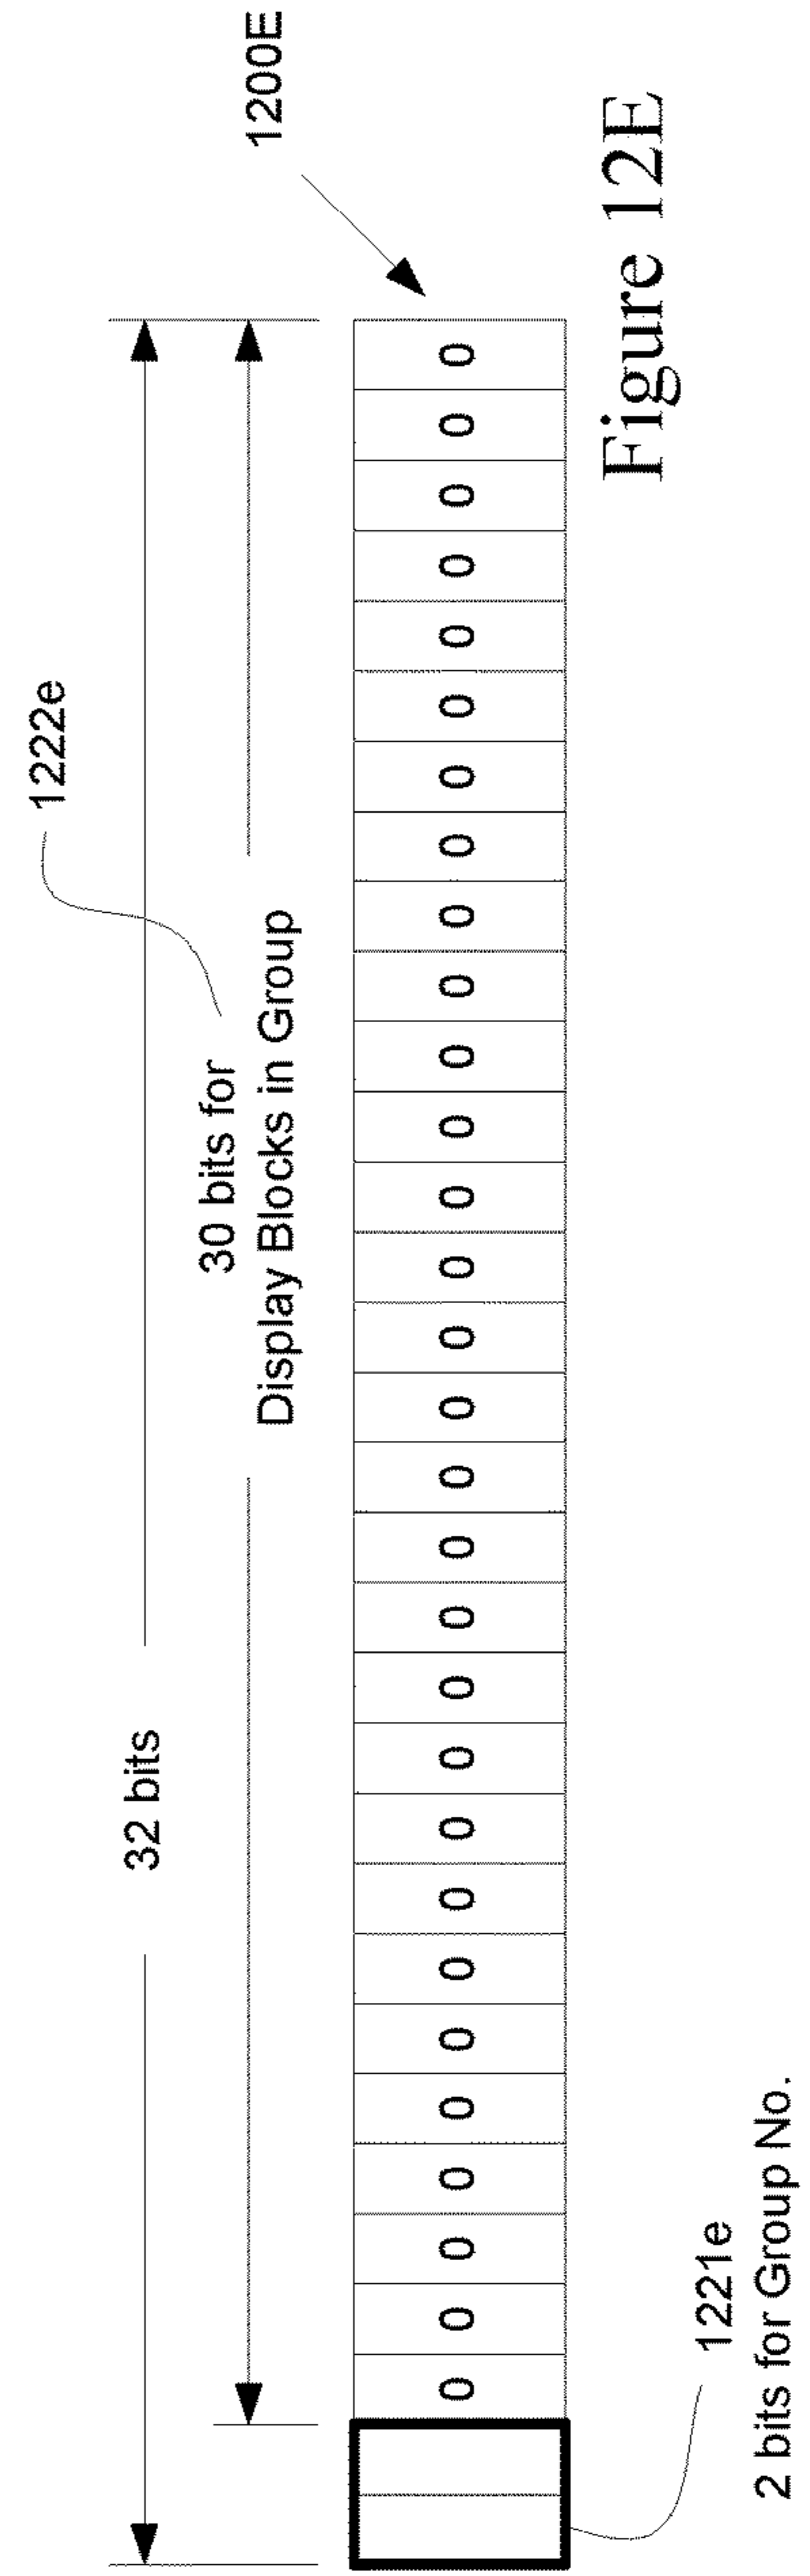 1222e
32 bits
30 bits for
Display Blocks in Group
1200E
0 0 0 0 0 0 0 0 0 0 0 0 0 0 0 0 0 0 0 0 0 0 0 0 0 0 0 0 0 0
1221e
2 bits for Group No.
Figure 12E